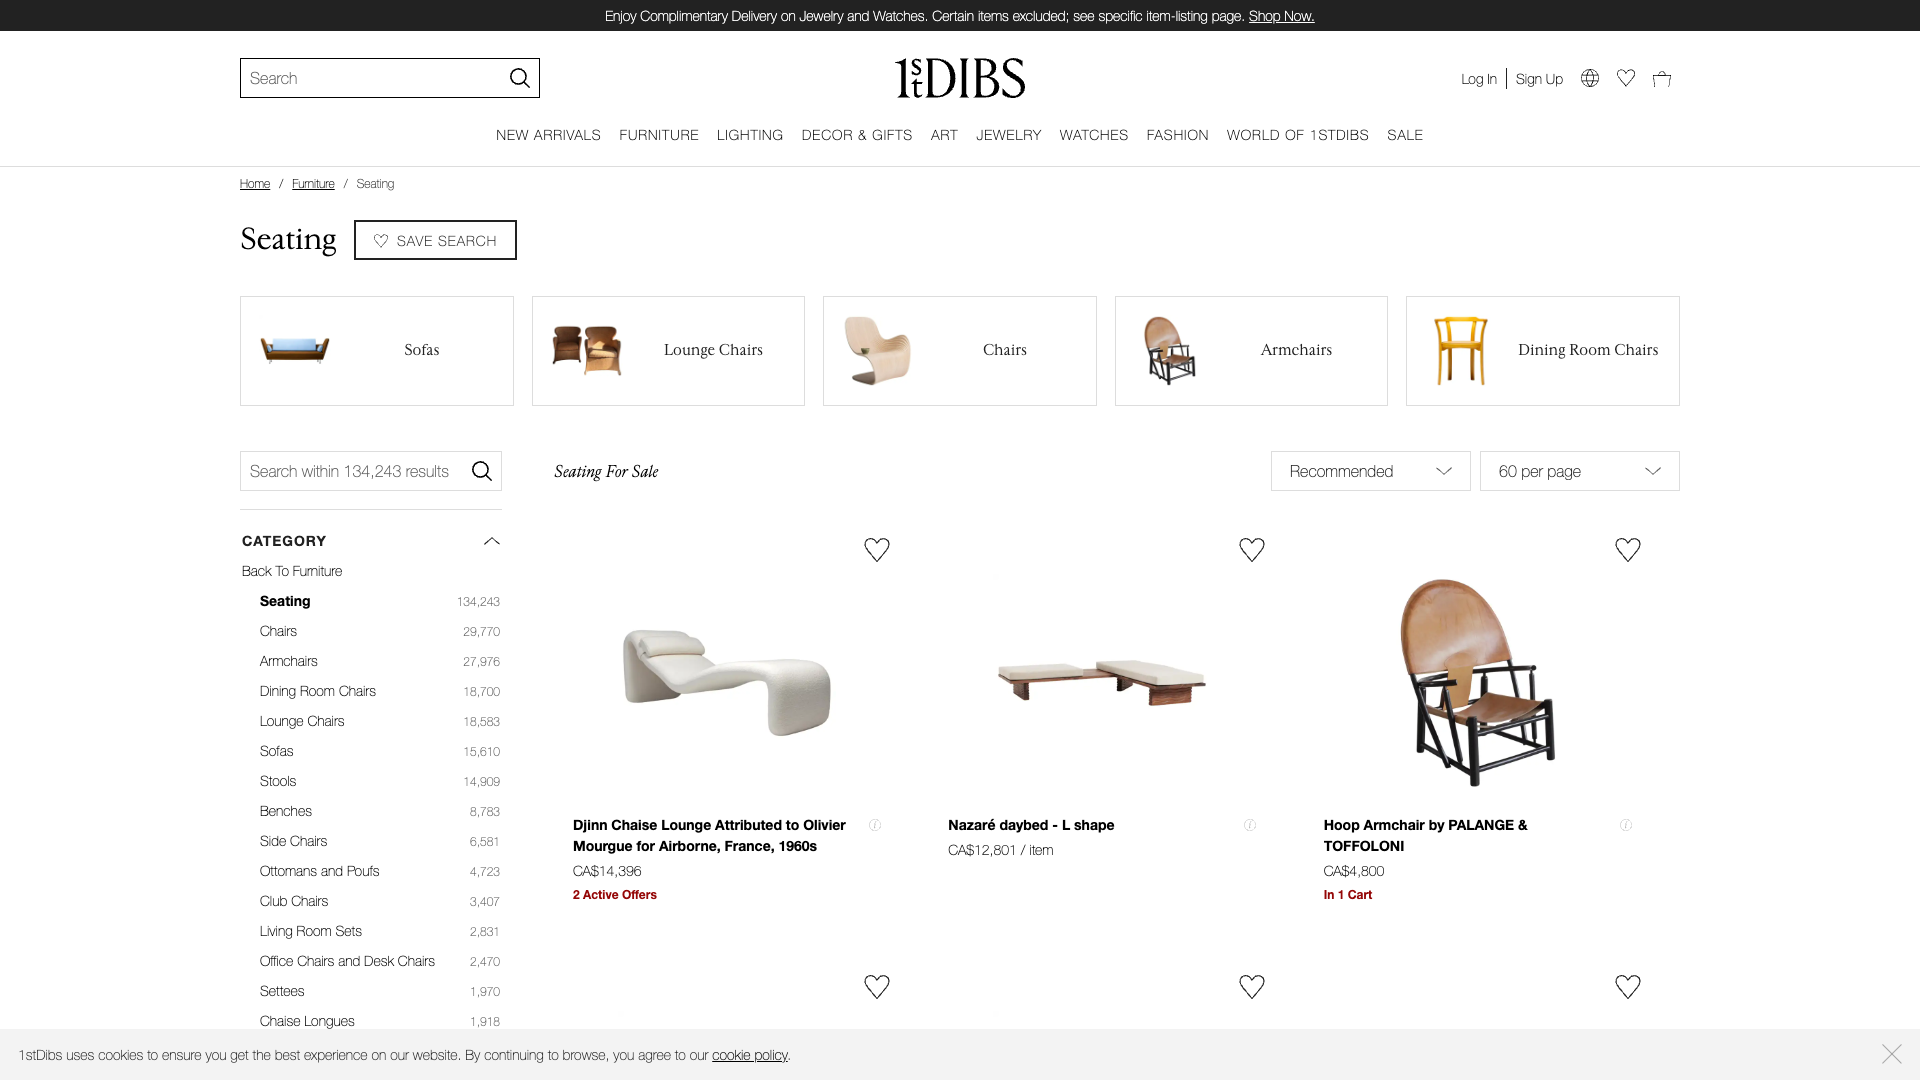 Enjoy Complimentary Delivery on Jewelry and Watches. Certain items excluded; see specific item-listing page. Shop Now.
Search
1stDIBS
Log In
Sign Up
NEW ARRIVALS
FURNITURE
LIGHTING
DECOR & GIFTS
ART
JEWELRY
WATCHES
FASHION
WORLD OF 1STDIBS
SALE
Home / Furniture / Seating
Seating
SAVE SEARCH
Sofas
Lounge Chairs
Chairs
Armchairs
Dining Room Chairs
Search within 134,243 results
Seating For Sale
Recommended
60 per page
CATEGORY
Back To Furniture
Seating 134,243
Chairs 29,770
Armchairs 27,976
Dining Room Chairs 18,700
Lounge Chairs 18,583
Sofas 15,610
Stools 14,909
Benches 8,783
Side Chairs 6,581
Ottomans and Poufs 4,723
Club Chairs 3,407
Living Room Sets 2,831
Office Chairs and Desk Chairs 2,470
Settees 1,970
Chaise Longues 1,918
Djinn Chaise Lounge Attributed to Olivier
Mourgue for Airborne, France, 1960s
CA$14,396
2 Active Offers
Nazaré daybed - L shape
CA$12,801 / item
Hoop Armchair by PALANGE &
TOFFOLONI
CA$4,800
In 1 Cart
1stDibs uses cookies to ensure you get the best experience on our website. By continuing to browse, you agree to our cookie policy.